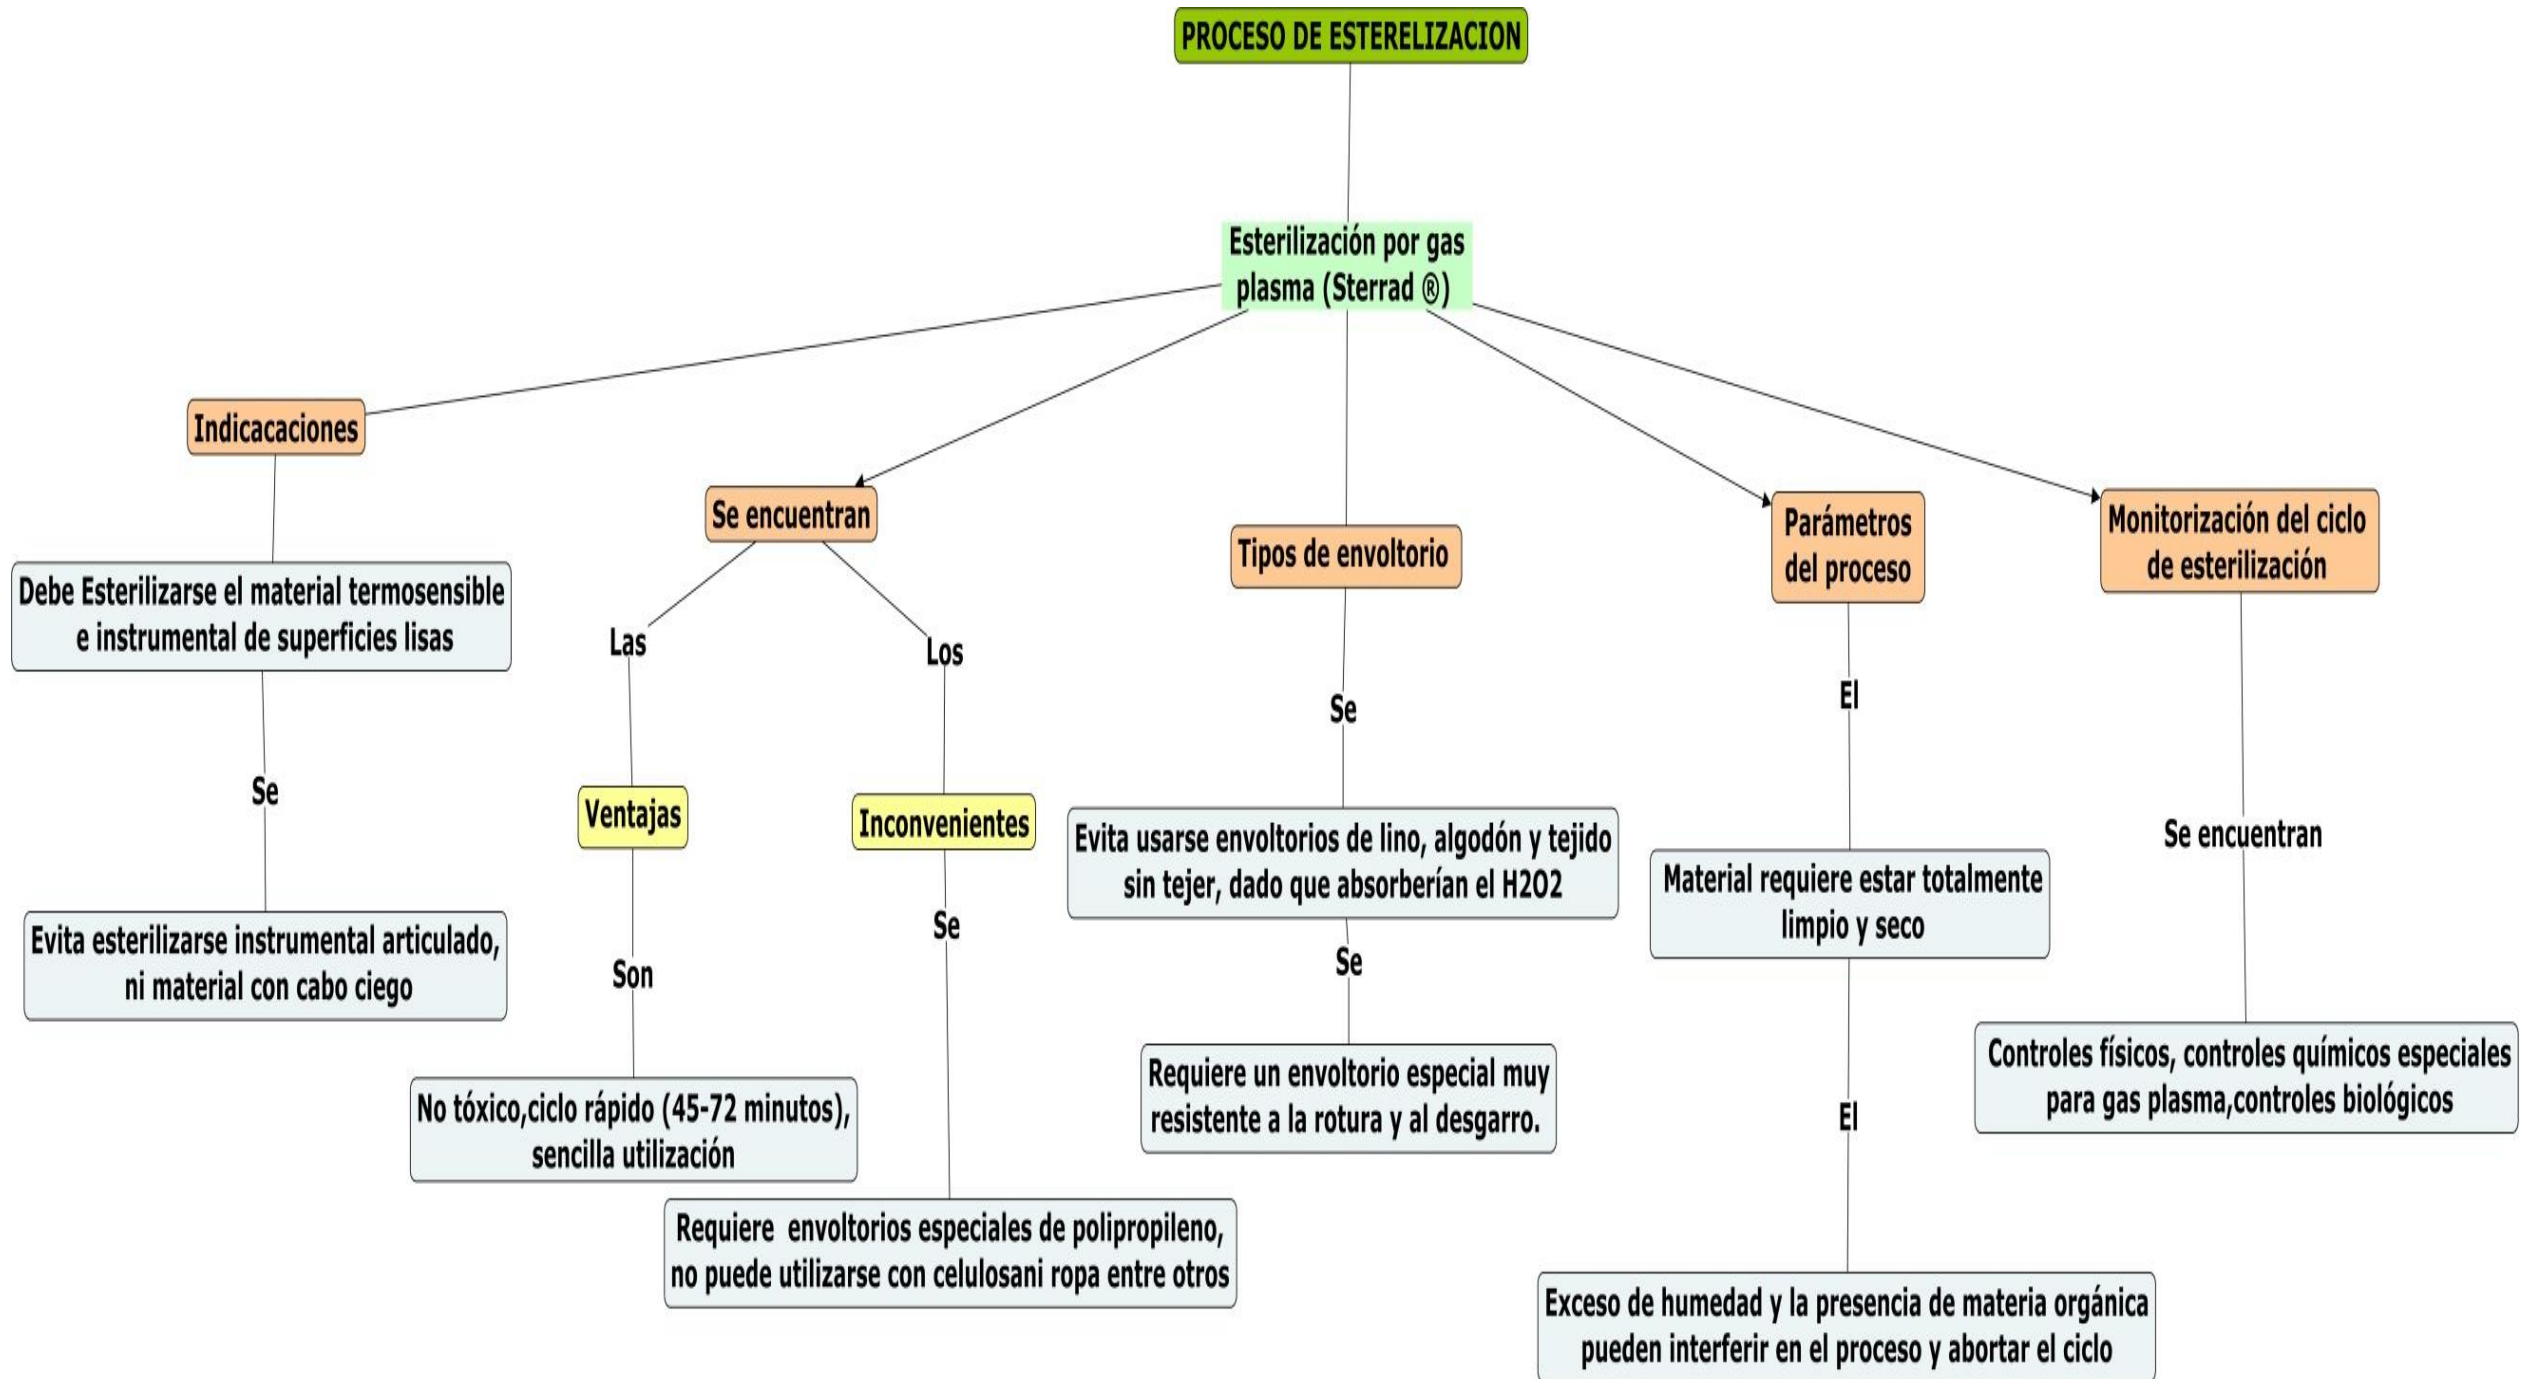 PROCESO DE ESTERELIZACION
Esterilización por gas
plasma (Sterrad ®)
Indicacaciones
Debe Esterilizarse el material termosensible
e instrumental de superficies lisas
Se
Evita esterilizarse instrumental articulado,
ni material con cabo ciego
Se encuentran
Las
Ventajas
Son
No tóxico,ciclo rápido (45-72 minutos),
sencilla utilización
Los
Inconvenientes
Se
Requiere envoltorios especiales de polipropileno,
no puede utilizarse con celulosani ropa entre otros
Tipos de envoltorio
Se
Evita usarse envoltorios de lino, algodón y tejido
sin tejer, dado que absorberían el H2O2
Se
Requiere un envoltorio especial muy
resistente a la rotura y al desgarro.
Parámetros
del proceso
El
Material requiere estar totalmente
limpio y seco
El
Exceso de humedad y la presencia de materia orgánica
pueden interferir en el proceso y abortar el ciclo
Monitorización del ciclo
de esterilización
Se encuentran
Controles físicos, controles químicos especiales
para gas plasma,controles biológicos